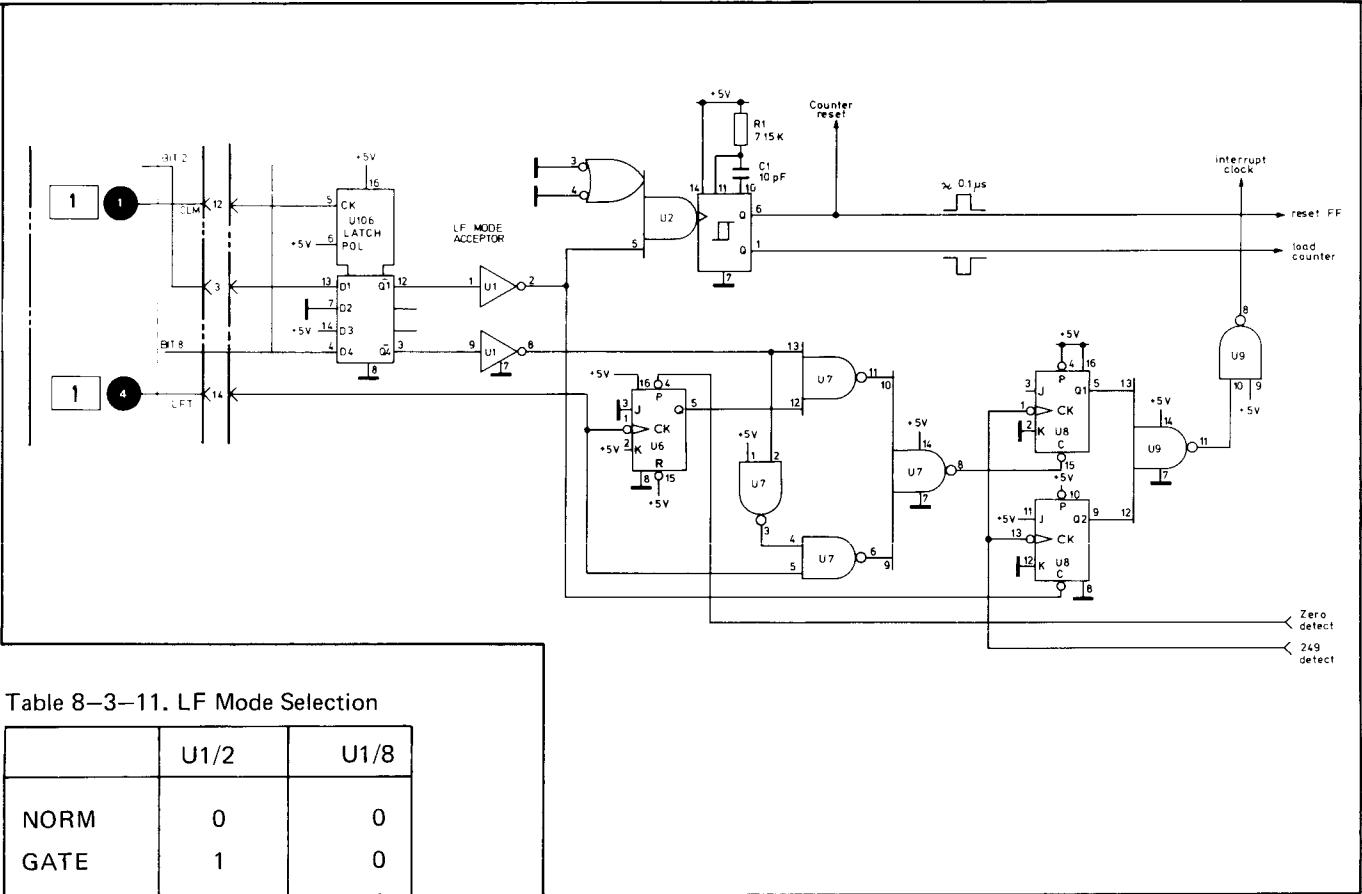 +5V
Counter
reset
R1
7.15 K
C1
10 pF
interrupt
clock
BIT 2
+5V
16
3
4
14
11
10
≈ 0.1 µs
1
1
CLM
12
5
CK
U106
LATCH
POL
+5V
6
LF MODE
ACCEPTOR
U2
5
Q
6
Q
1
7
reset FF
load
counter
3
13
D1
Q1
12
1
U1
2
7
D2
+5V
14
D3
BIT 8
4
D4
Q4
3
9
U1
8
7
8
8
U9
10
9
+5V
1
4
LFT
14
+5V
16
4
P
3
J
Q
5
1
CK
+5V
2
K
U6
R
8
15
+5V
13
U7
11
10
12
+5V
1
2
U7
3
4
U7
6
9
5
+5V
14
U7
8
7
+5V
4
16
P
3
J
Q1
5
13
1
CK
2
K
U8
C
15
+5V
10
P
+5V
11
J
Q2
9
12
13
CK
12
K
U8
C
8
+5V
14
U9
11
7
Zero
detect
249
detect
Table 8-3-11. LF Mode Selection
U1/2 U1/8
NORM 0 0
GATE 1 0